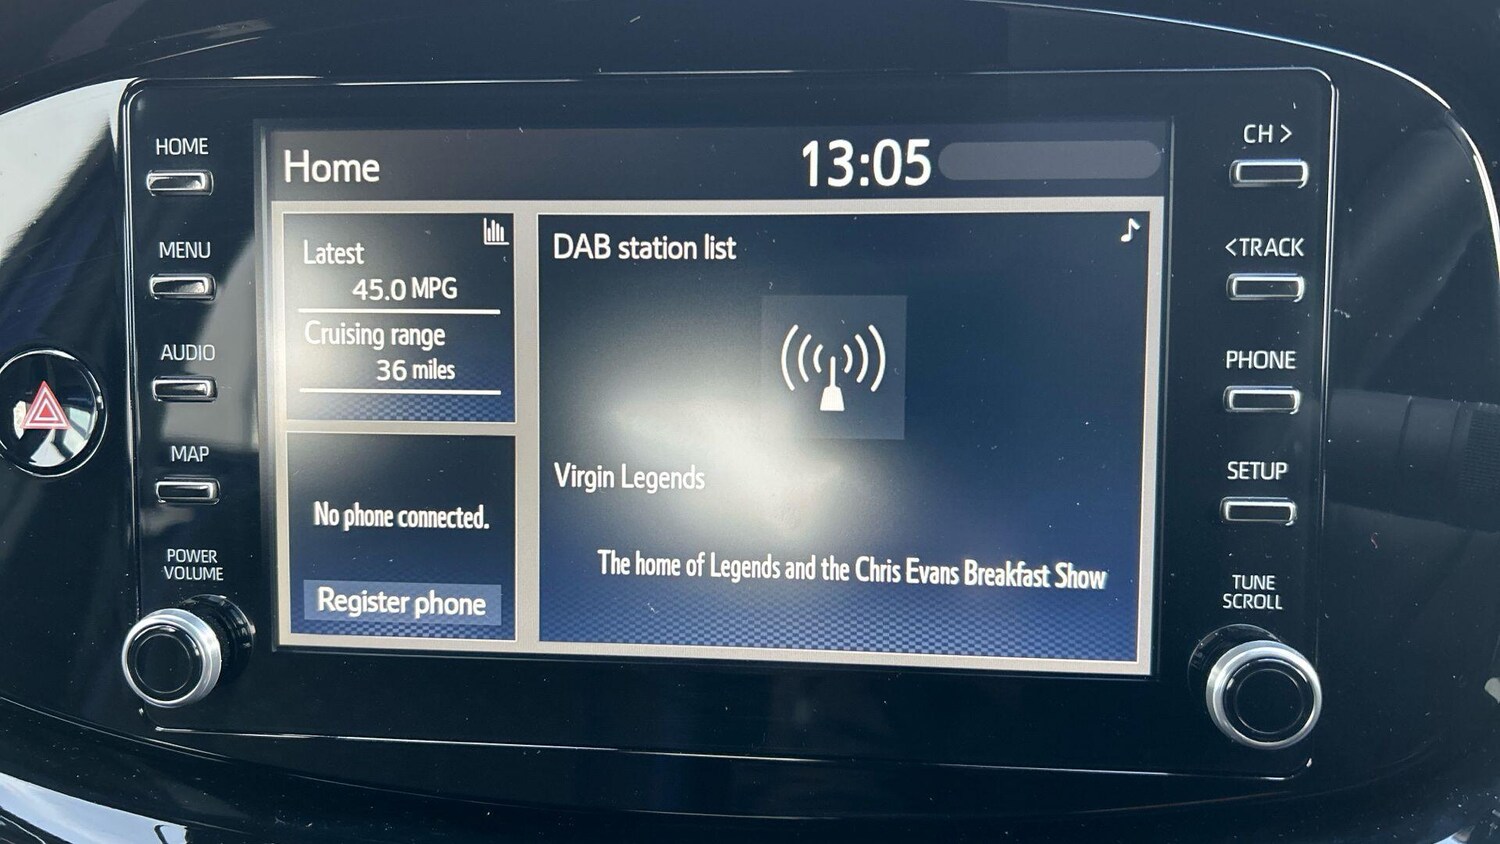 HOME
MENU
AUDIO
MAP
POWER
VOLUME
Home
13:05
Latest
45.0 MPG
Cruising range
36 miles
No phone connected.
Register phone
DAB station list
Virgin Legends
The home of Legends and the Chris Evans Breakfast Show
CH >
<TRACK
PHONE
SETUP
TUNE
SCROLL